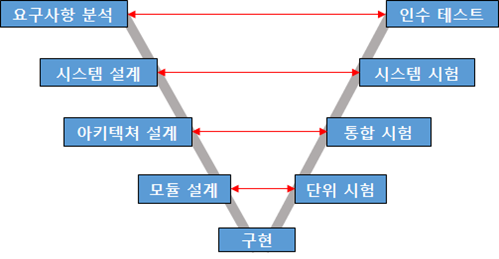 요구사항 분석
인수 테스트
시스템 설계
시스템 시험
아키텍쳐 설계
통합 시험
모듈 설계
단위 시험
구현